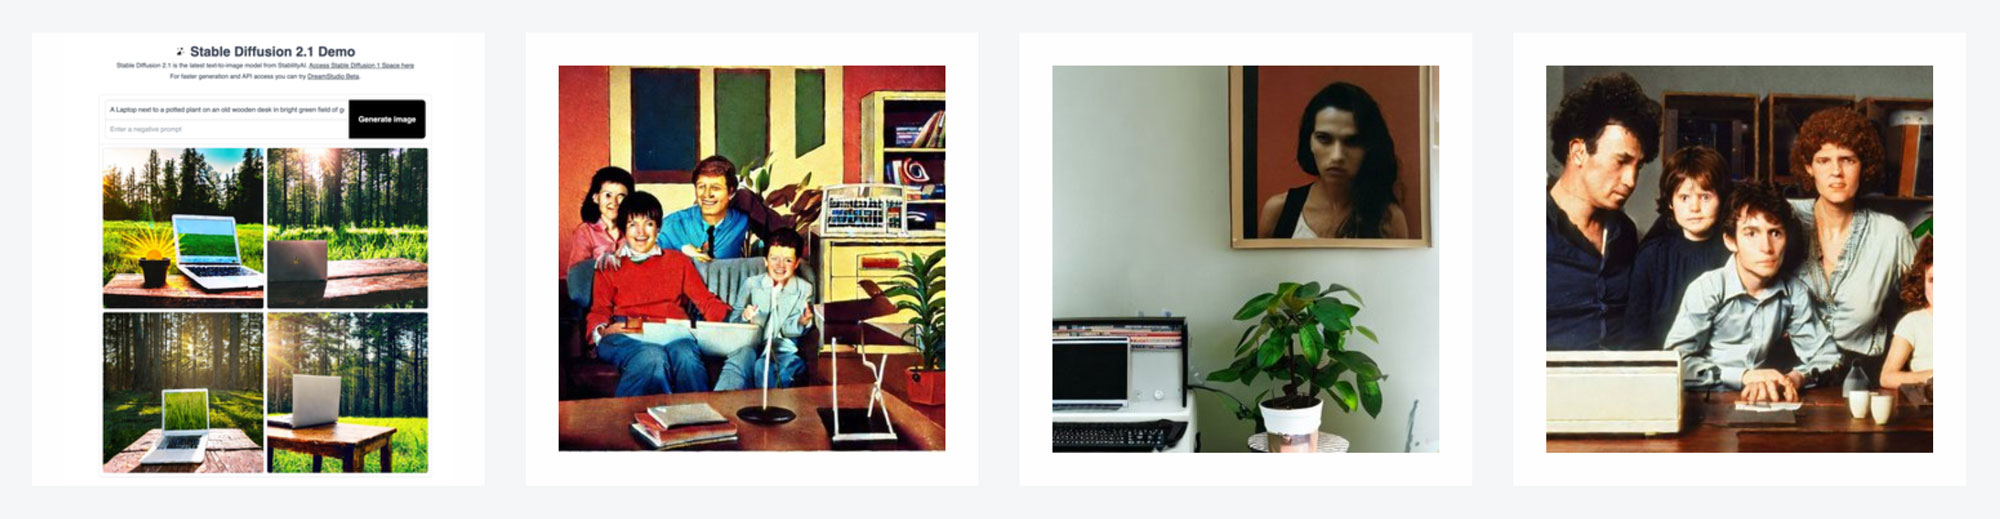 Stable Diffusion 2.1 Demo
Stable Diffusion 2.1 is the latest text-to-image model from StabilityAI. Access Stable Diffusion 1 Space here
For faster generation and API access you can try DreamStudio Beta.
A Laptop next to a potted plant on an old wooden desk in bright green field of
Generate image
Enter a negative prompt